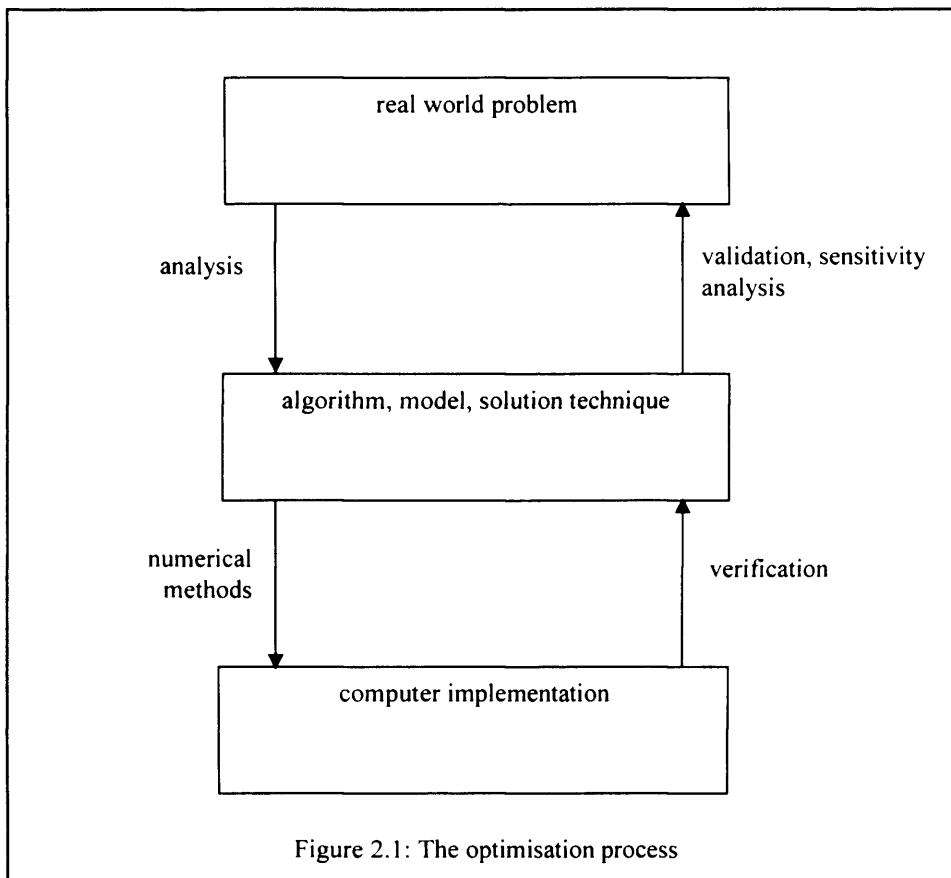 real world problem
analysis
validation, sensitivity
analysis
algorithm, model, solution technique
numerical
methods
verification
computer implementation
Figure 2.1: The optimisation process